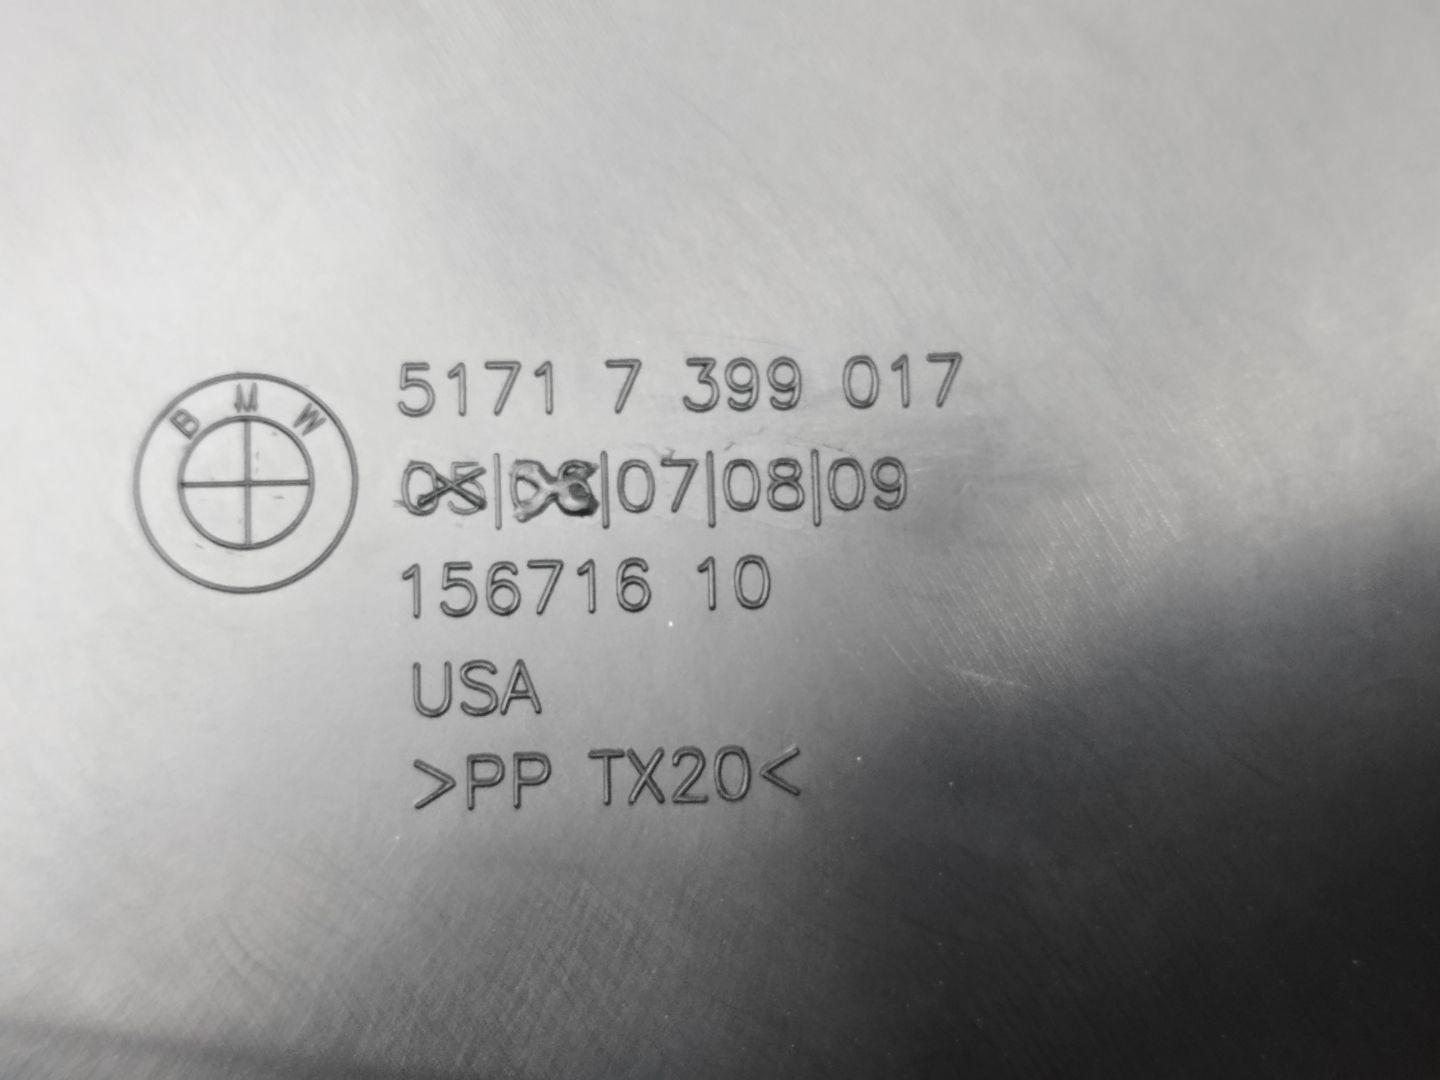 BMW
5171 7 399 017
05|06|07|08|09
156716 10
USA
>PP TX20<